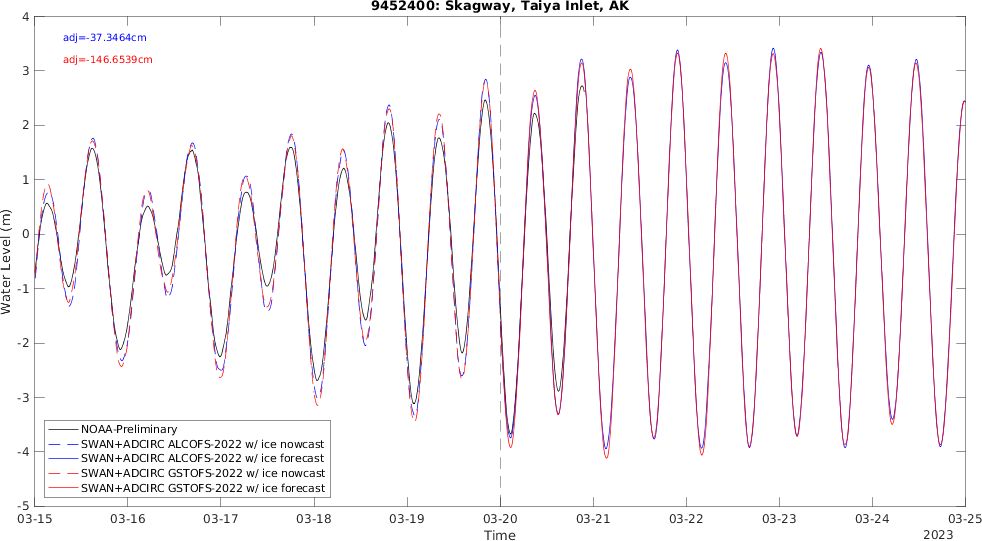 9452400: Skagway, Taiya Inlet, AK
adj=-37.3464cm
adj=-146.6539cm
4
3
2
1
0
-1
-2
-3
-4
-5
Water Level (m)
NOAA-Preliminary
SWAN+ADCIRC ALCOFS-2022 w/ ice nowcast
SWAN+ADCIRC ALCOFS-2022 w/ ice forecast
SWAN+ADCIRC GSTOFS-2022 w/ ice nowcast
SWAN+ADCIRC GSTOFS-2022 w/ ice forecast
03-15 03-16 03-17 03-18 03-19 03-20 03-21 03-22 03-23 03-24 03-25
Time
2023